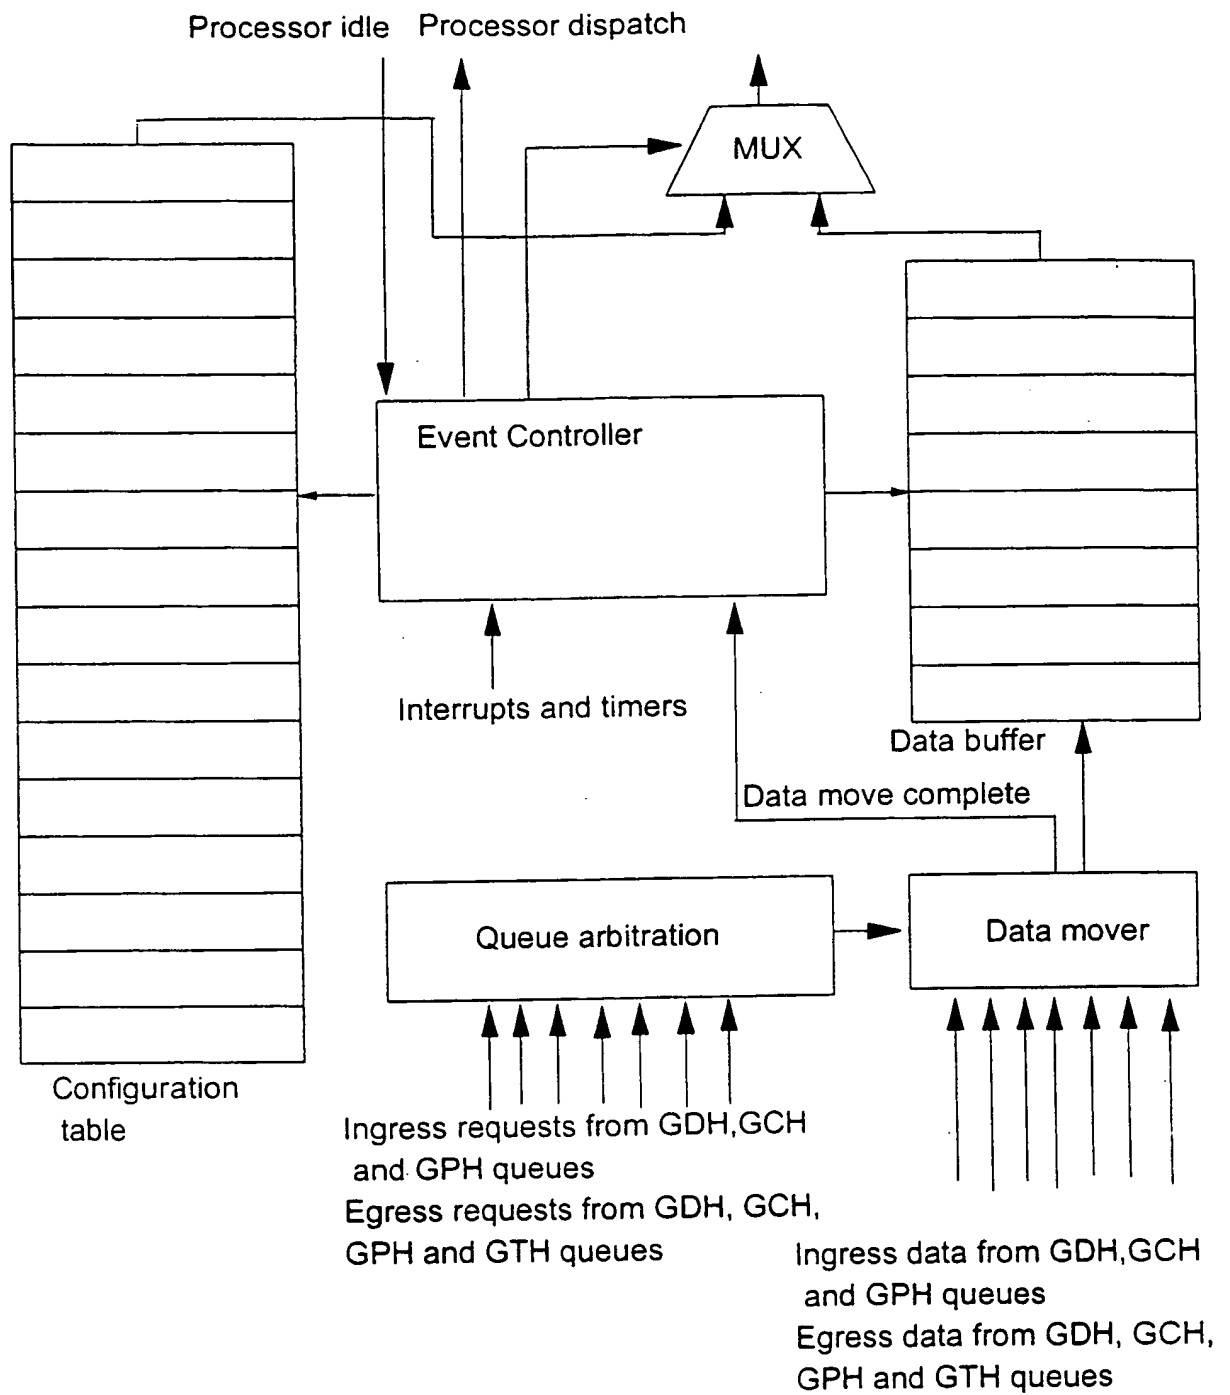 Processor idle
Processor dispatch
MUX
Event Controller
Interrupts and timers
Data buffer
Data move complete
Queue arbitration
Data mover
Configuration
table
Ingress requests from GDH,GCH
and GPH queues
Egress requests from GDH, GCH,
GPH and GTH queues
Ingress data from GDH,GCH
and GPH queues
Egress data from GDH, GCH,
GPH and GTH queues